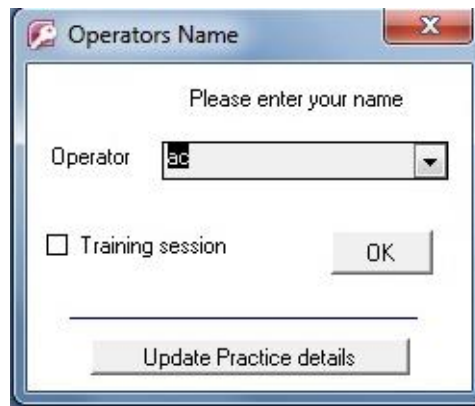 Operators Name
Please enter your name
Operator ac
Training session OK
Update Practice details